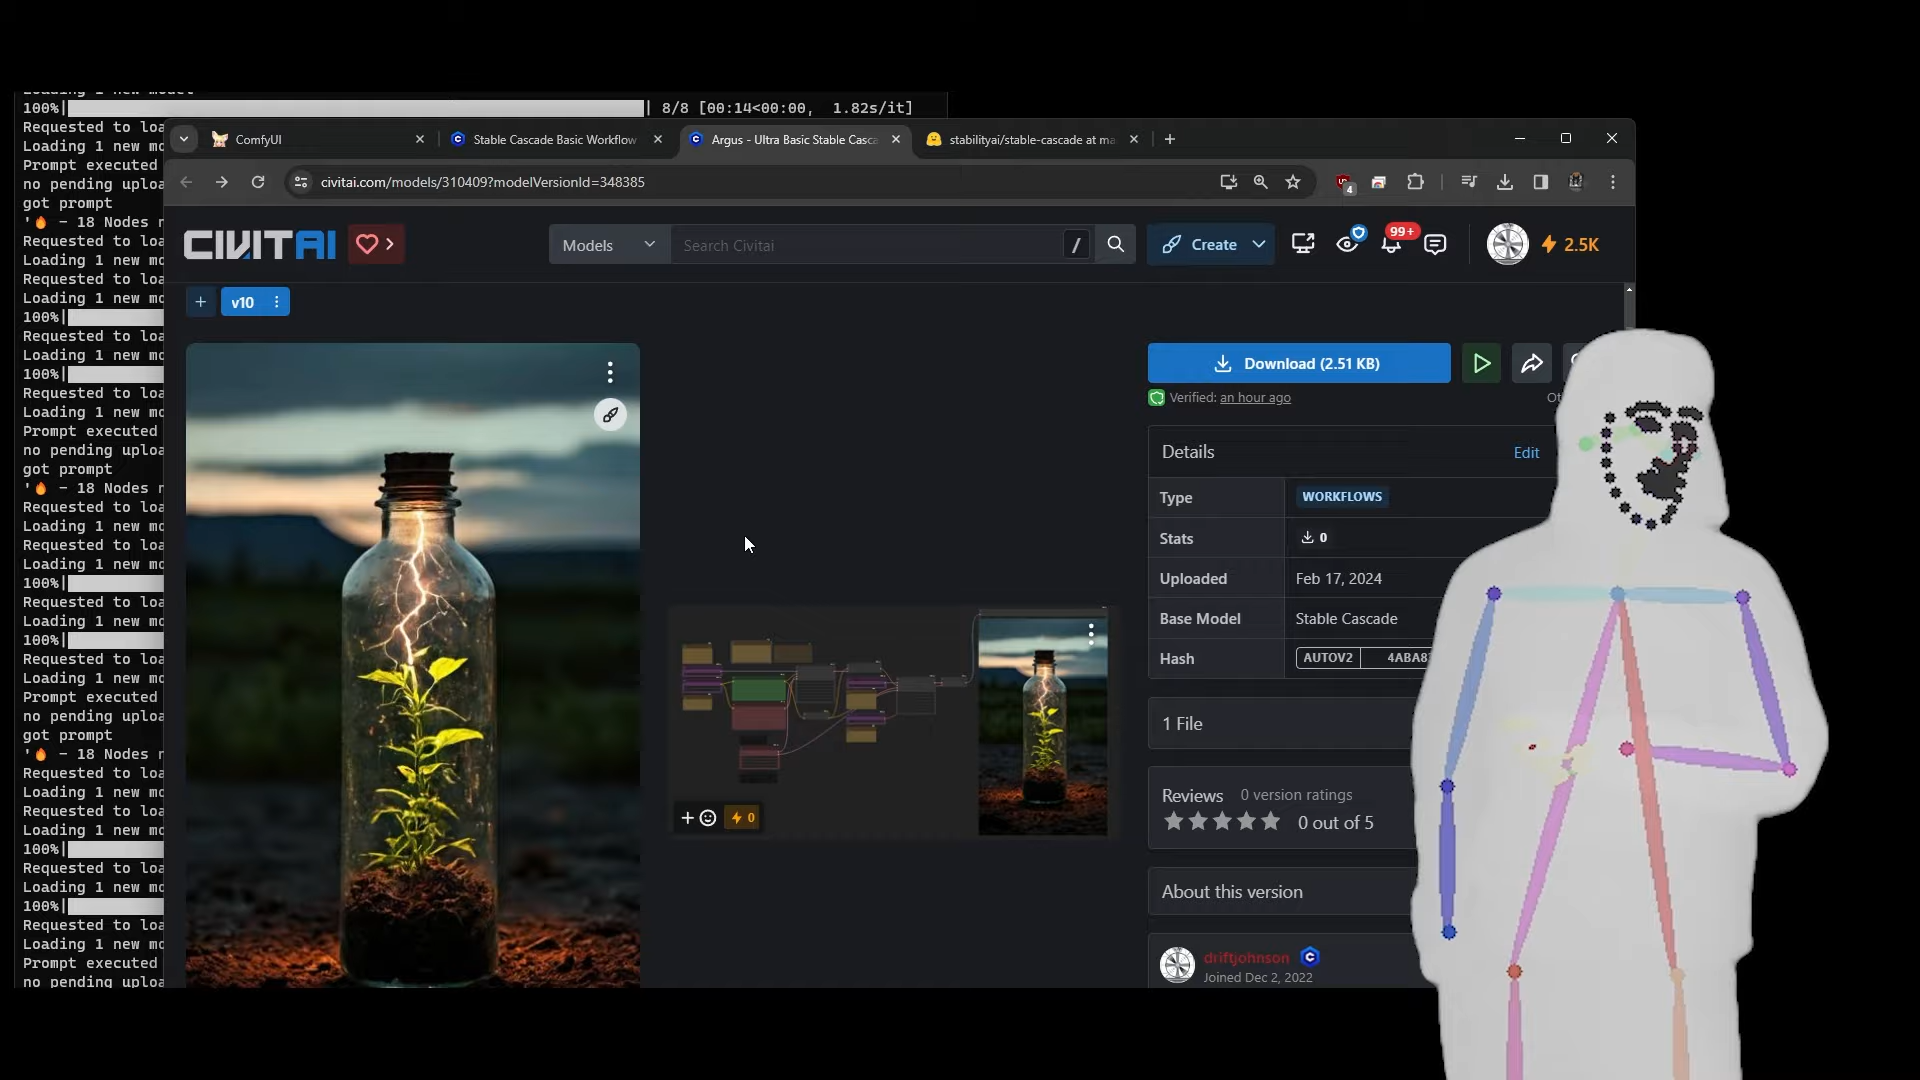 100%| 8/8 [00:14<00:00, 1.82s/it]
Requested to loa
Loading 1 new mo
Prompt executed
no pending uploa
got prompt
'🔥 - 18 Nodes n
Requested to loa
Loading 1 new mo
Requested to loa
Loading 1 new mo
100%|
Requested to loa
Loading 1 new mo
100%|
Requested to loa
Loading 1 new mo
Prompt executed
no pending uploa
got prompt
'🔥 - 18 Nodes n
Requested to loa
Loading 1 new mo
Requested to loa
Loading 1 new mo
100%|
Requested to loa
Loading 1 new mo
100%|
Requested to loa
Loading 1 new mo
Prompt executed
no pending uploa
got prompt
'🔥 - 18 Nodes n
Requested to loa
Loading 1 new mo
Requested to loa
Loading 1 new mo
100%|
Requested to loa
Loading 1 new mo
100%|
Requested to loa
Loading 1 new mo
Prompt executed
no pending uploa
ComfyUI
Stable Cascade Basic Workflow
Argus - Ultra Basic Stable Casca
stabilityai/stable-cascade at ma
civitai.com/models/310409?modelVersionId=348385
4
CIVITAI
Models
Search Civitai
/
Create
99+
2.5K
+ v10
Download (2.51 KB)
Verified: an hour ago
Details
Edit
Type
WORKFLOWS
Stats
0
Uploaded
Feb 17, 2024
Base Model
Stable Cascade
Hash
AUTOV2
4ABA8
1 File
Reviews
0 version ratings
0 out of 5
0
About this version
driftjohnson
Joined Dec 2, 2022